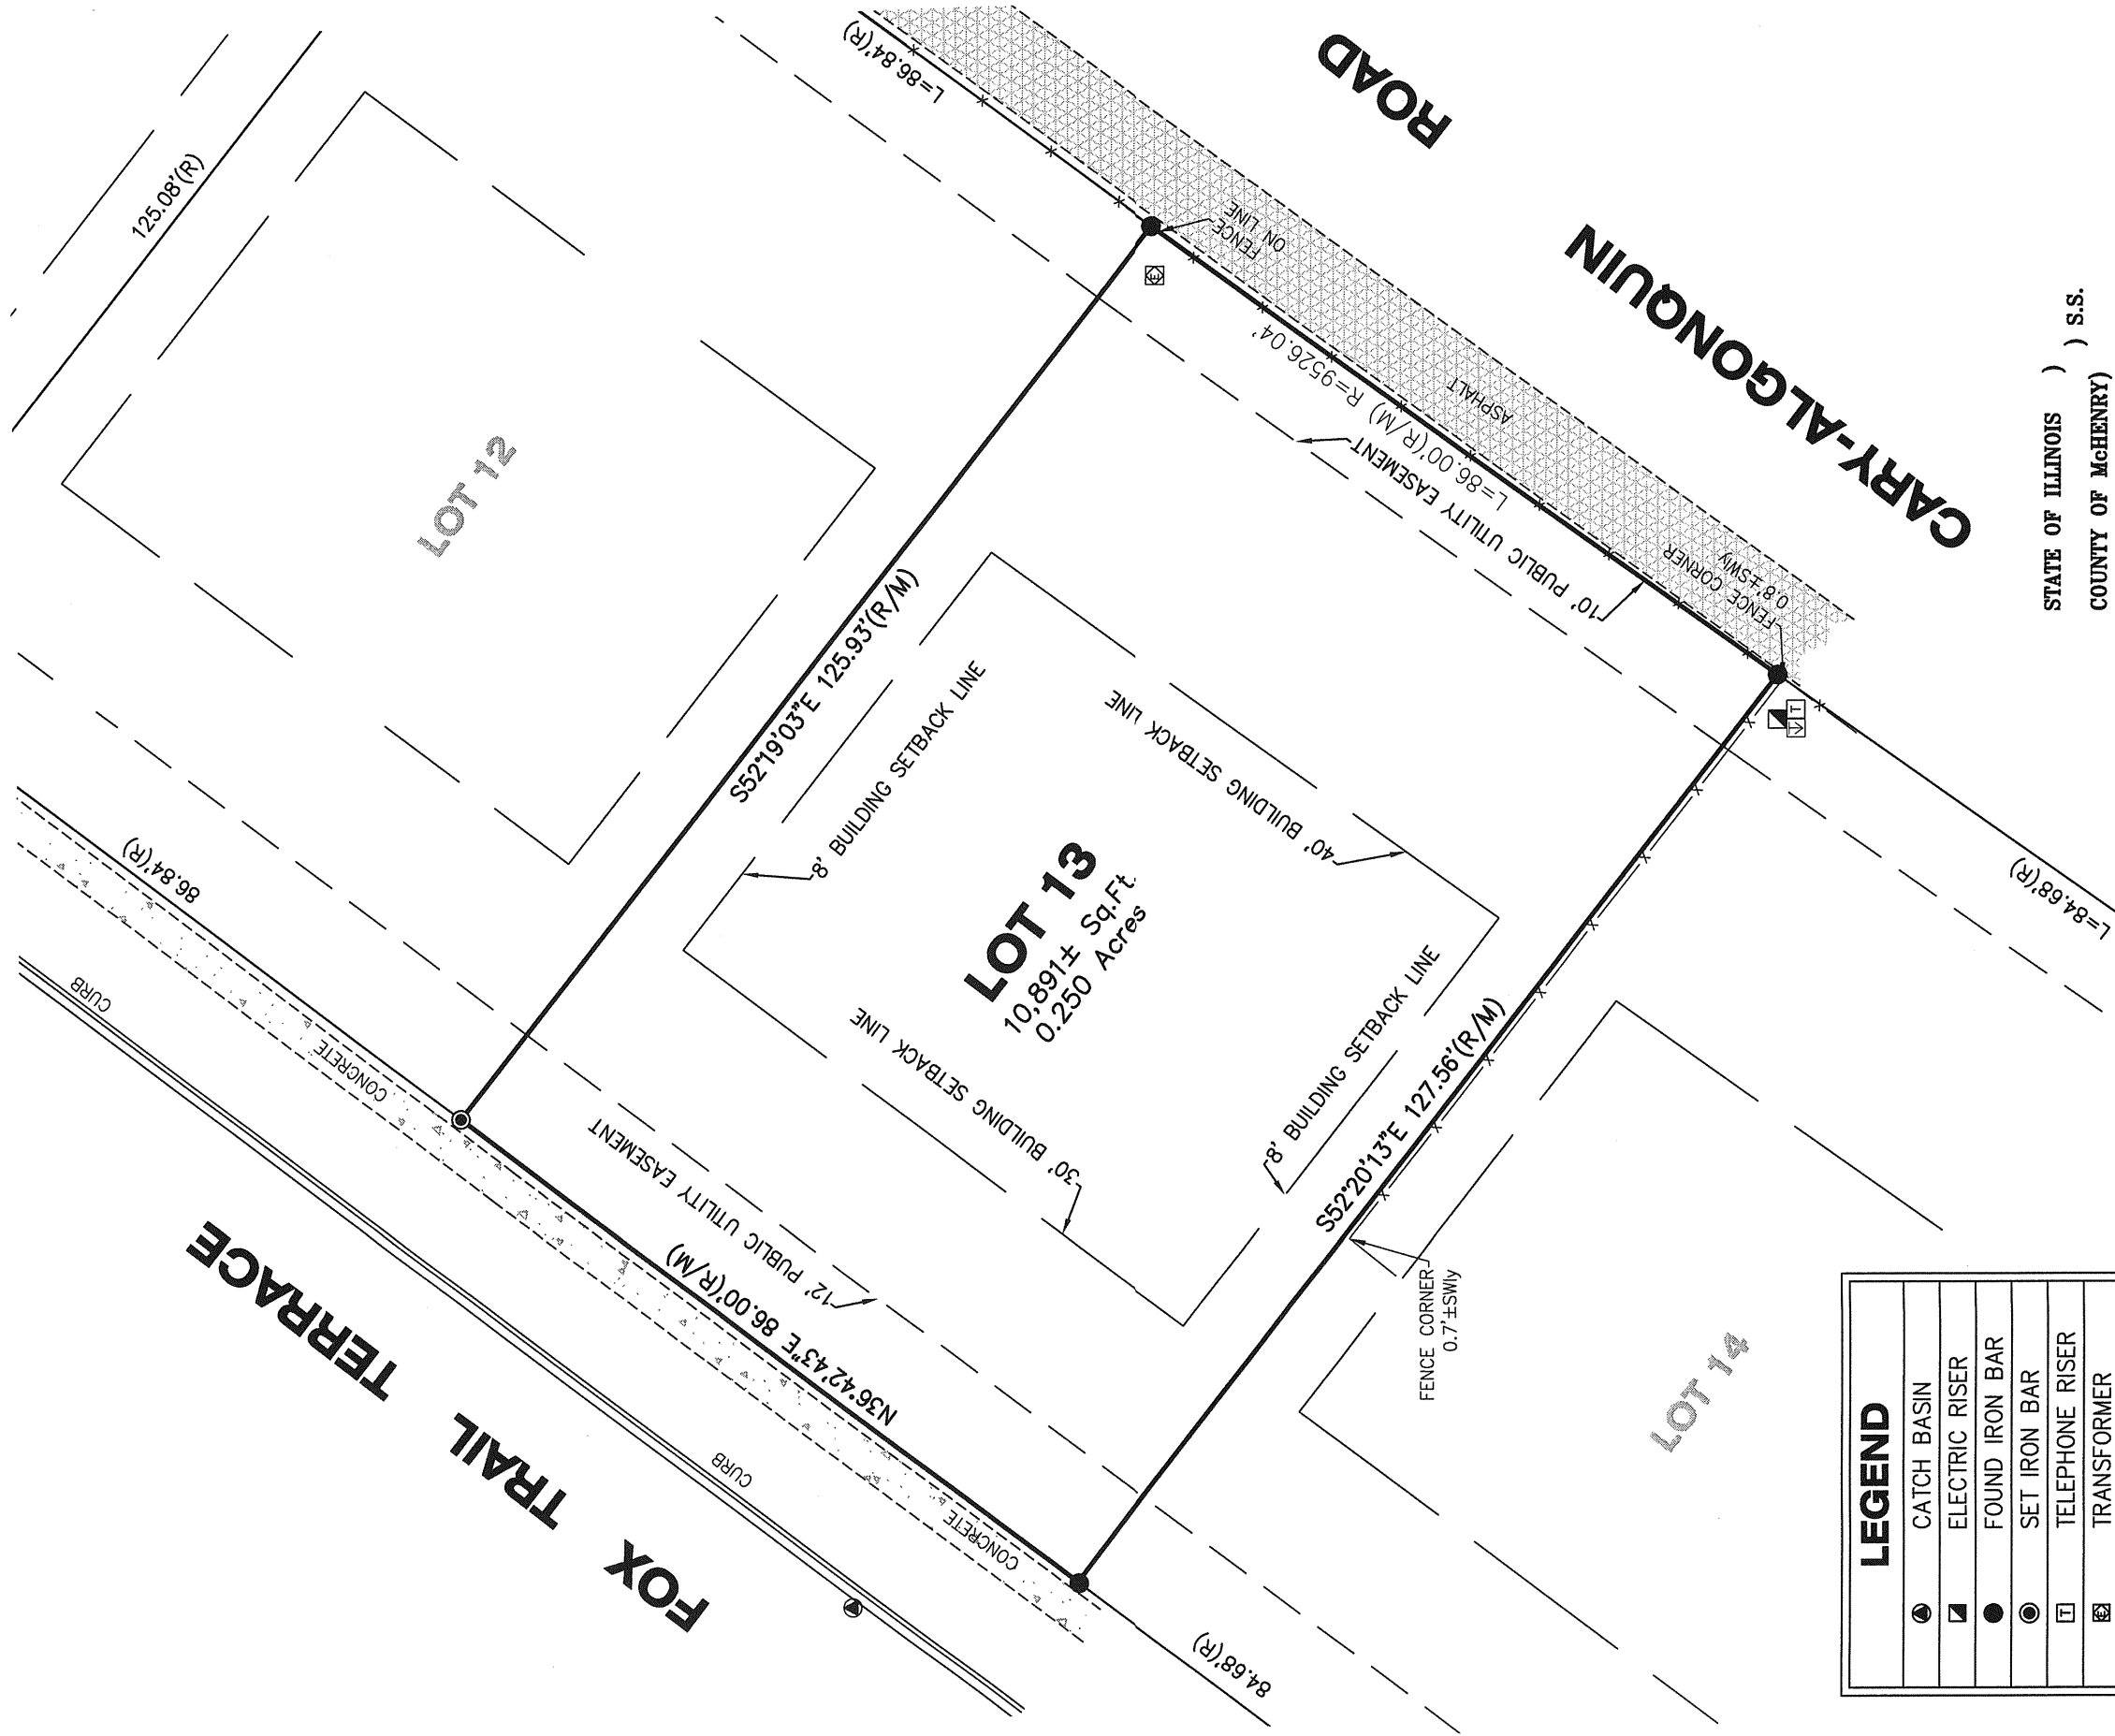 125.08'(R)
L=86.84'(R)
ROAD
LOT 12
FENCE
ON LINE
CARY-ALGONQUIN
S52°19'03"E 125.93'(R/M)
L=86.00'(R/M) R=9526.04'
ASPHALT
10' PUBLIC UTILITY EASEMENT
FENCE CORNER
0.8'±SWly
STATE OF ILLINOIS )
) S.S.
COUNTY OF McHENRY)
8' BUILDING SETBACK LINE
40' BUILDING SETBACK LINE
86.84'(R)
CURB
CONCRETE
LOT 13
10,891± Sq.Ft.
0.250 Acres
30' BUILDING SETBACK LINE
8' BUILDING SETBACK LINE
L=84.68'(R)
12' PUBLIC UTILITY EASEMENT
N36°42'43"E 86.00'(R/M)
S52°20'13"E 127.56'(R/M)
FENCE CORNER
0.7'±SWly
FOX TRAIL TERRACE
CURB
CONCRETE
84.68'(R)
LOT 14
LEGEND
CATCH BASIN
ELECTRIC RISER
FOUND IRON BAR
SET IRON BAR
T TELEPHONE RISER
E TRANSFORMER
E
T